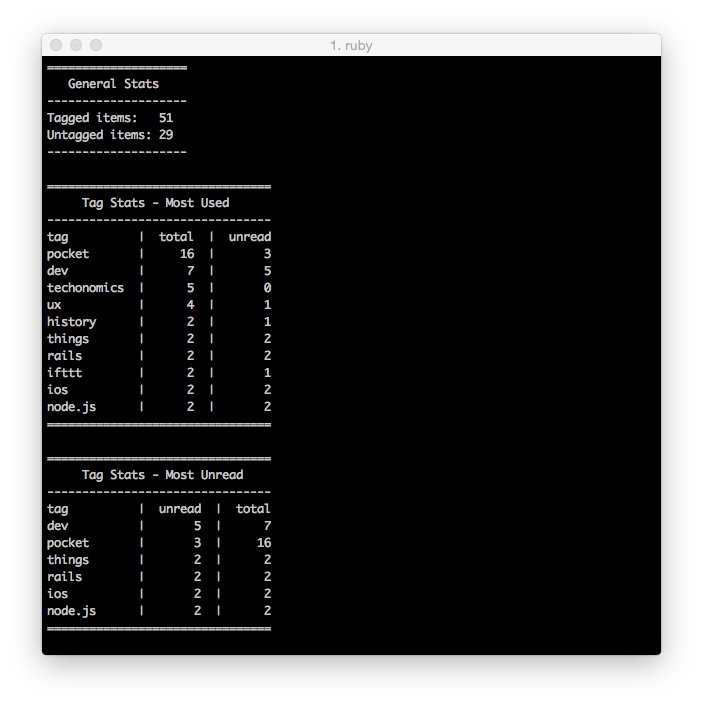 1. ruby
====================
   General Stats
--------------------
Tagged items:   51
Untagged items: 29
--------------------
================================
     Tag Stats - Most Used
--------------------------------
tag          |  total  |  unread
pocket       |     16  |       3
dev          |      7  |       5
techonomics  |      5  |       0
ux           |      4  |       1
history      |      2  |       1
things       |      2  |       2
rails        |      2  |       2
ifttt        |      2  |       1
ios          |      2  |       2
node.js      |      2  |       2
================================
================================
     Tag Stats - Most Unread
--------------------------------
tag          |  unread  |  total
dev          |       5  |      7
pocket       |       3  |     16
things       |       2  |      2
rails        |       2  |      2
ios          |       2  |      2
node.js      |       2  |      2
================================